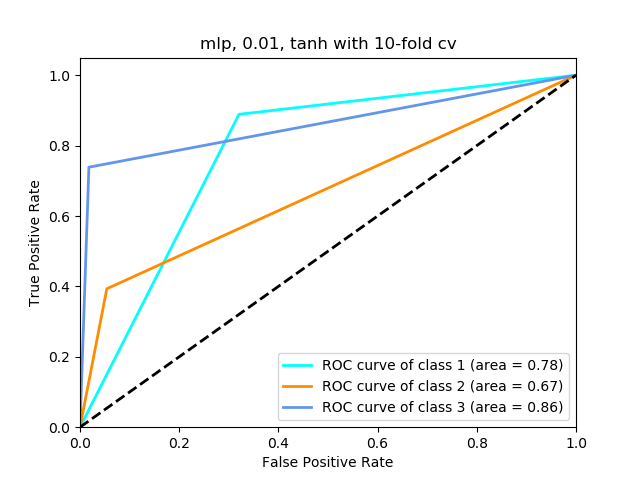 mlp, 0.01, tanh with 10-fold cv
1.0
0.8
0.6
0.4
0.2
0.0
True Positive Rate
ROC curve of class 1 (area = 0.78)
ROC curve of class 2 (area = 0.67)
ROC curve of class 3 (area = 0.86)
0.0 0.2 0.4 0.6 0.8 1.0
False Positive Rate